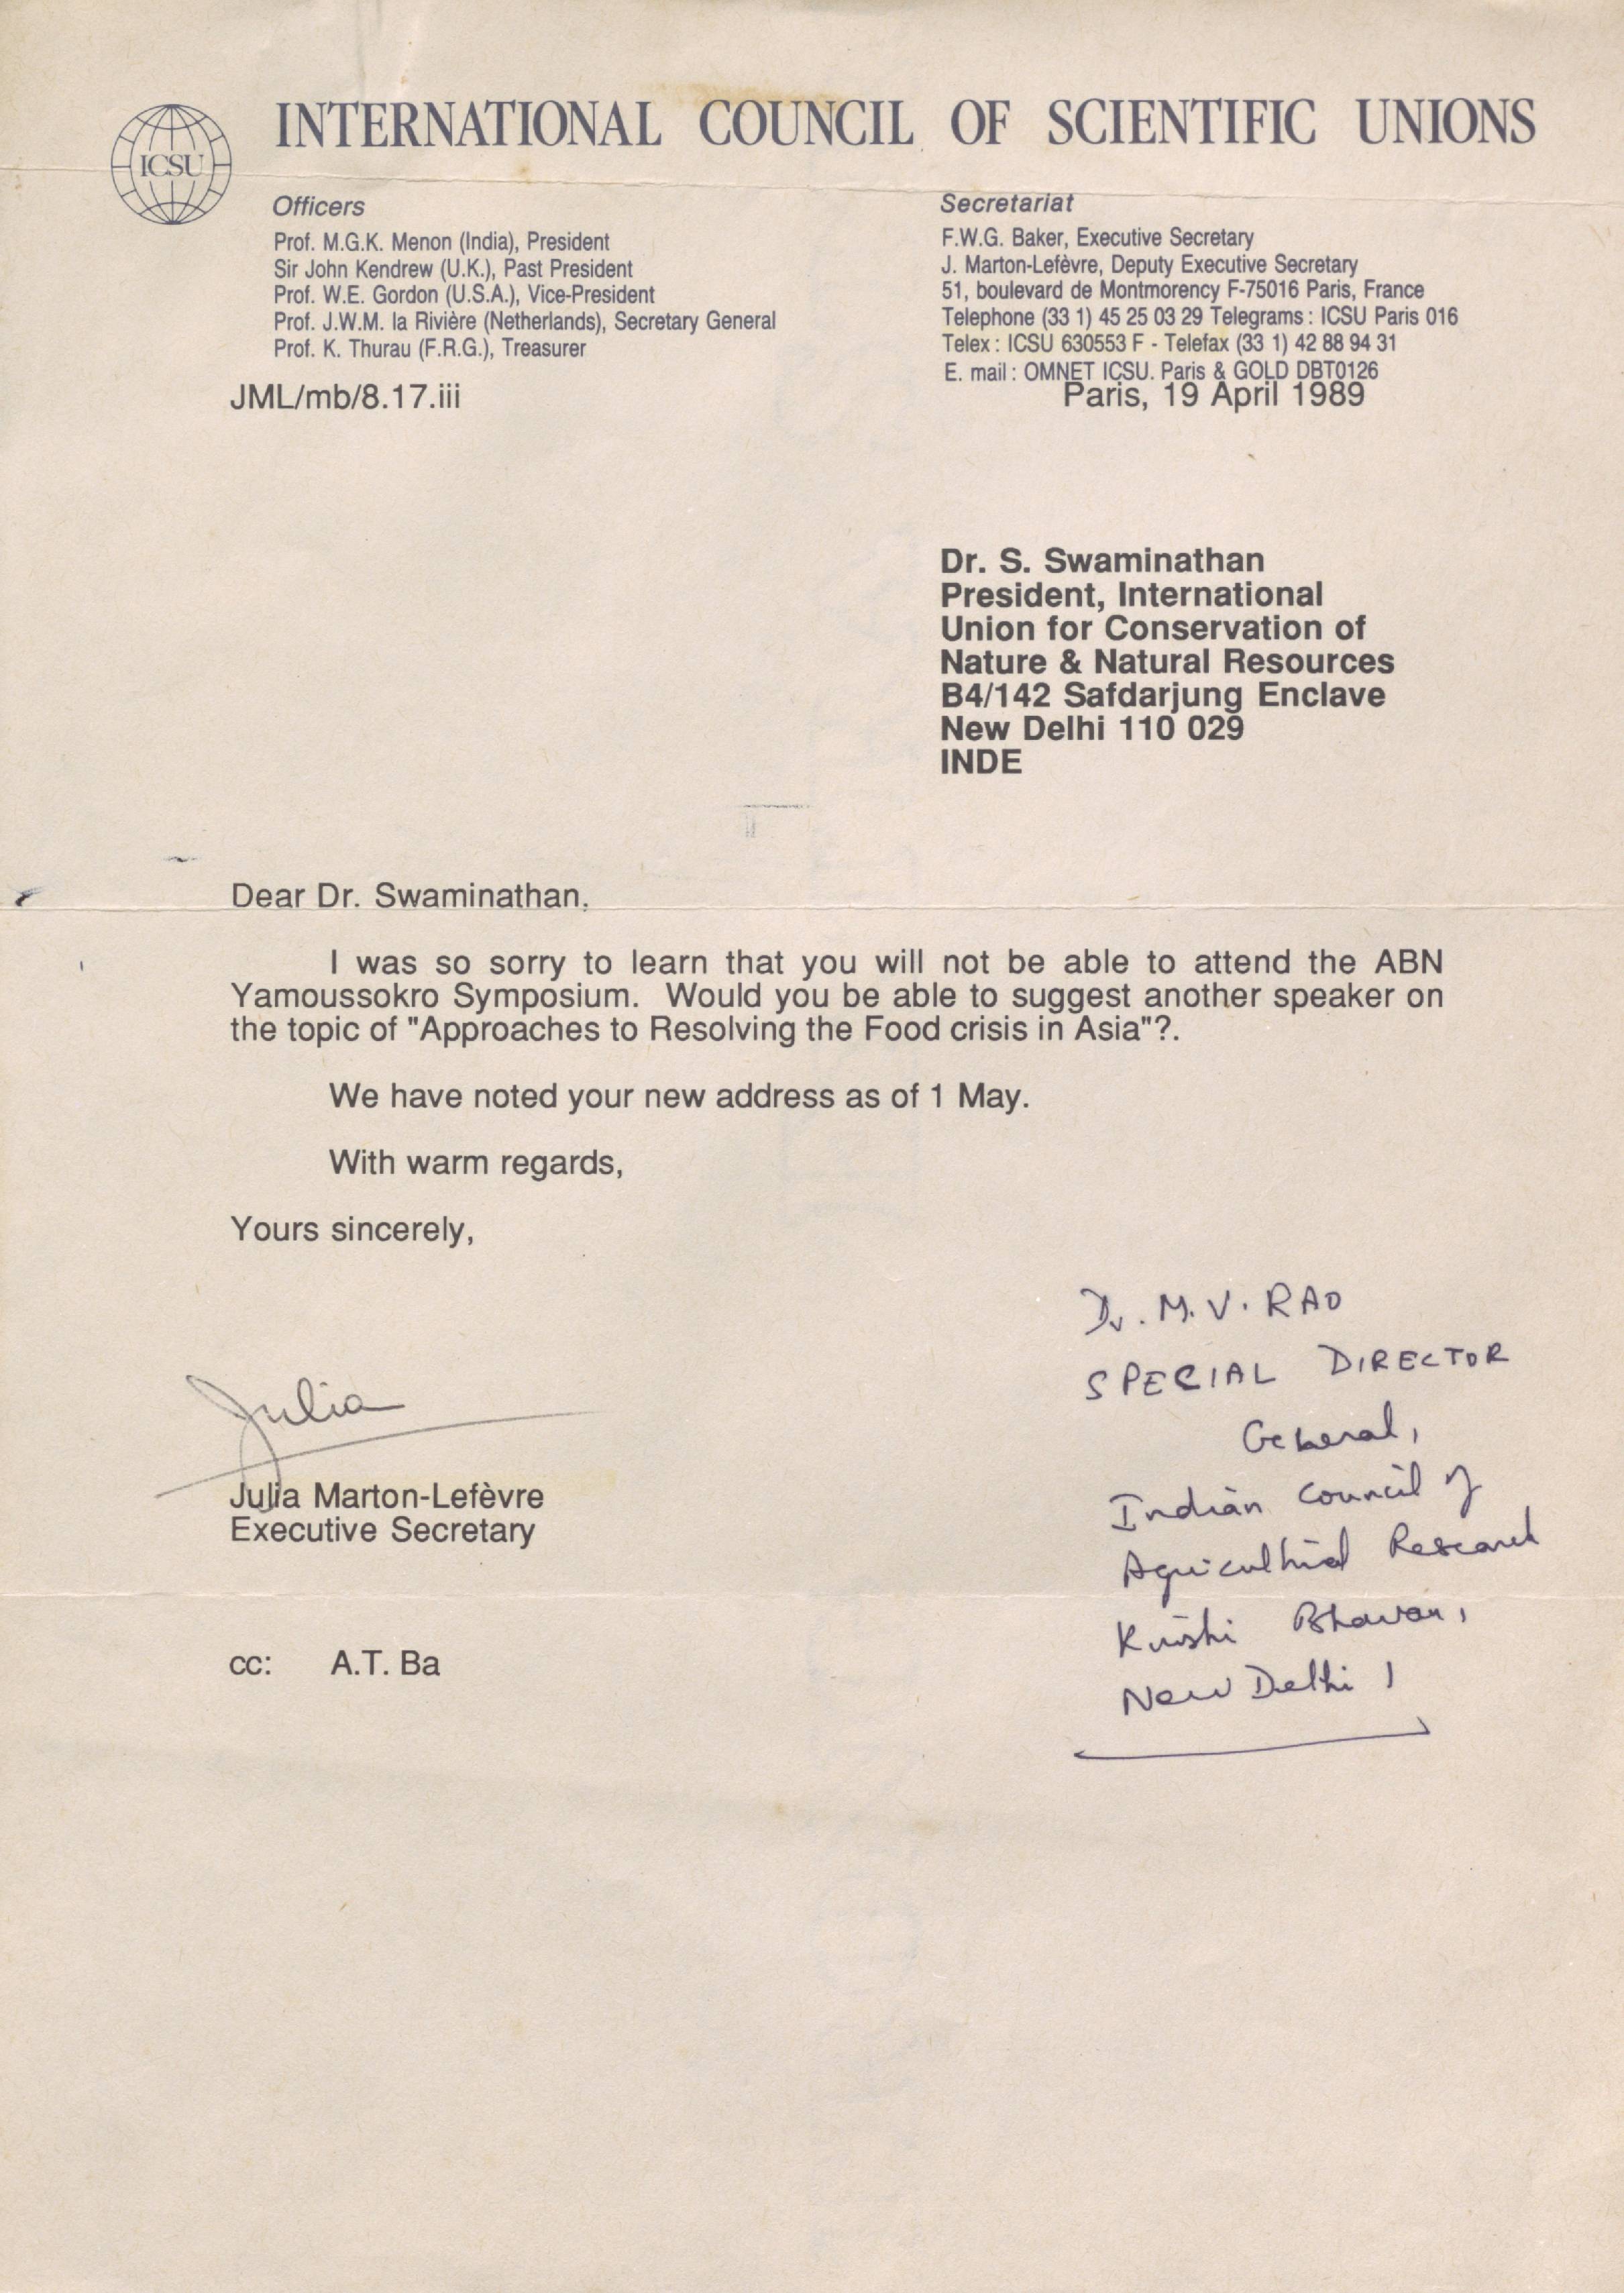 INTERNATIONAL COUNCIL OF SCIENTIFIC UNIONS
ICSU
Officers
Prof. M.G.K. Menon (India), President
Sir John Kendrew (U.K.), Past President
Prof. W.E. Gordon (U.S.A.), Vice-President
Prof. J.W.M. la Rivière (Netherlands), Secretary General
Prof. K. Thurau (F.R.G.), Treasurer
Secretariat
F.W.G. Baker, Executive Secretary
J. Marton-Lefèvre, Deputy Executive Secretary
51, boulevard de Montmorency F-75016 Paris, France
Telephone (33 1) 45 25 03 29 Telegrams : ICSU Paris 016
Telex : ICSU 630553 F - Telefax (33 1) 42 88 94 31
E. mail : OMNET ICSU. Paris & GOLD DBT0126
JML/mb/8.17.iii
Paris, 19 April 1989
Dr. S. Swaminathan
President, International
Union for Conservation of
Nature & Natural Resources
B4/142 Safdarjung Enclave
New Delhi 110 029
INDE
Dear Dr. Swaminathan,
I was so sorry to learn that you will not be able to attend the ABN
Yamoussokro Symposium. Would you be able to suggest another speaker on
the topic of "Approaches to Resolving the Food crisis in Asia"?.
We have noted your new address as of 1 May.
With warm regards,
Yours sincerely,
Julia
Julia Marton-Lefèvre
Executive Secretary
cc: A.T. Ba
Dr. M. V. RAO
SPECIAL DIRECTOR
General,
Indian Council of
Agricultural Research
Krishi Bhavan,
New Delhi 1